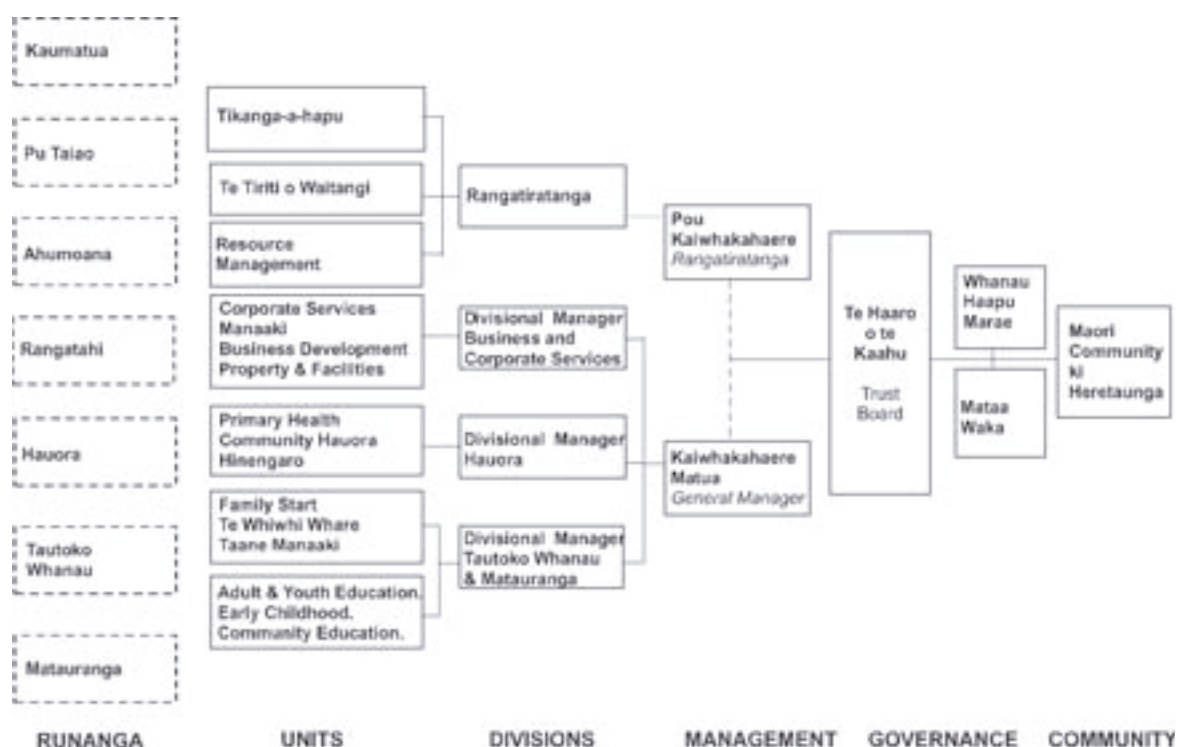 Kaumatua
Pu Taiao
Ahumoana
Rangatahi
Hauora
Tautoko
Whanau
Matauranga
RUNANGA
Tikanga-a-hapu
Te Tiriti o Waitangi
Resource
Management
Corporate Services
Manaaki
Business Development
Property & Facilities
Primary Health
Community Hauora
Hinengaro
Family Start
Te Whiwhi Whare
Taane Manaaki
Adult & Youth Education.
Early Childhood.
Community Education.
UNITS
Rangatiratanga
Divisional Manager
Business and
Corporate Services
Divisional Manager
Hauora
Divisional Manager
Tautoko Whanau
& Matauranga
DIVISIONS
Pou
Kaiwhakahaere
Rangatiratanga
Kaiwhakahaere
Matua
General Manager
MANAGEMENT
Te Haaro
o te
Kaahu
Trust
Board
Whanau
Haapu
Marae
Mataa
Waka
GOVERNANCE
Maori
Community
ki
Heretaunga
COMMUNITY